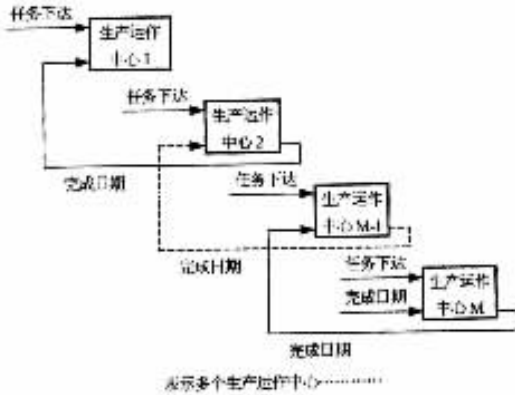 任务下达
生产运作
中心 1
任务下达
生产运作
中心 2
完成日期
任务下达
生产运作
中心 M-1
完成日期
任务下达
生产运作
完成日期
中心 M
完成日期
表示多个生产运作中心